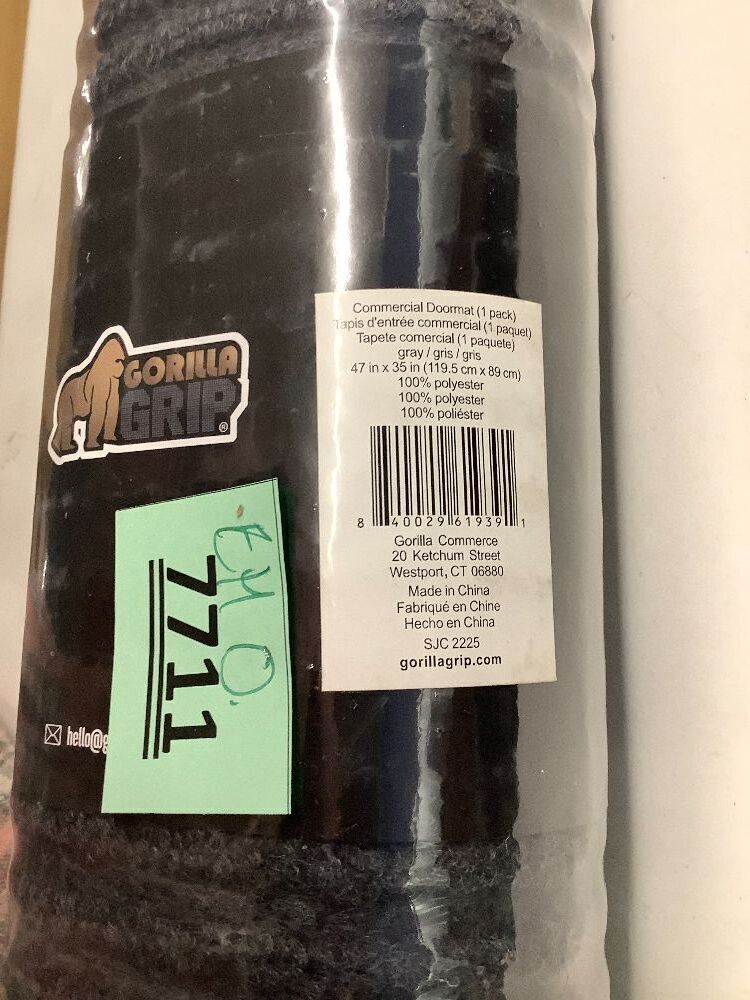 GORILLA
GRIP®
Commercial Doormat (1 pack)
Tapis d'entrée commercial (1 paquet)
Tapete comercial (1 paquete)
gray / gris / gris
47 in x 35 in (119.5 cm x 89 cm)
100% polyester
100% polyester
100% poliéster
8 40029 61939 1
Gorilla Commerce
20 Ketchum Street
Westport, CT 06880
Made in China
Fabriqué en Chine
Hecho en China
SJC 2225
gorillagrip.com
7711
hello@g